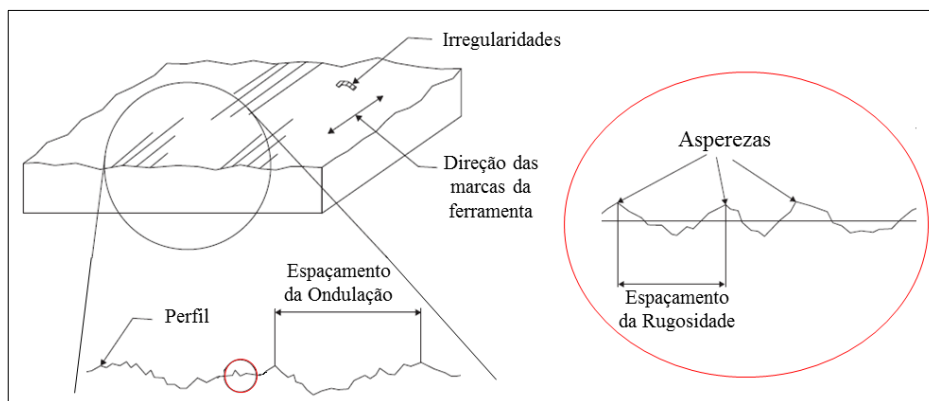 Irregularidades
Direção das
marcas da
ferramenta
Espaçamento
da Ondulação
Perfil
Asperezas
Espaçamento
da Rugosidade